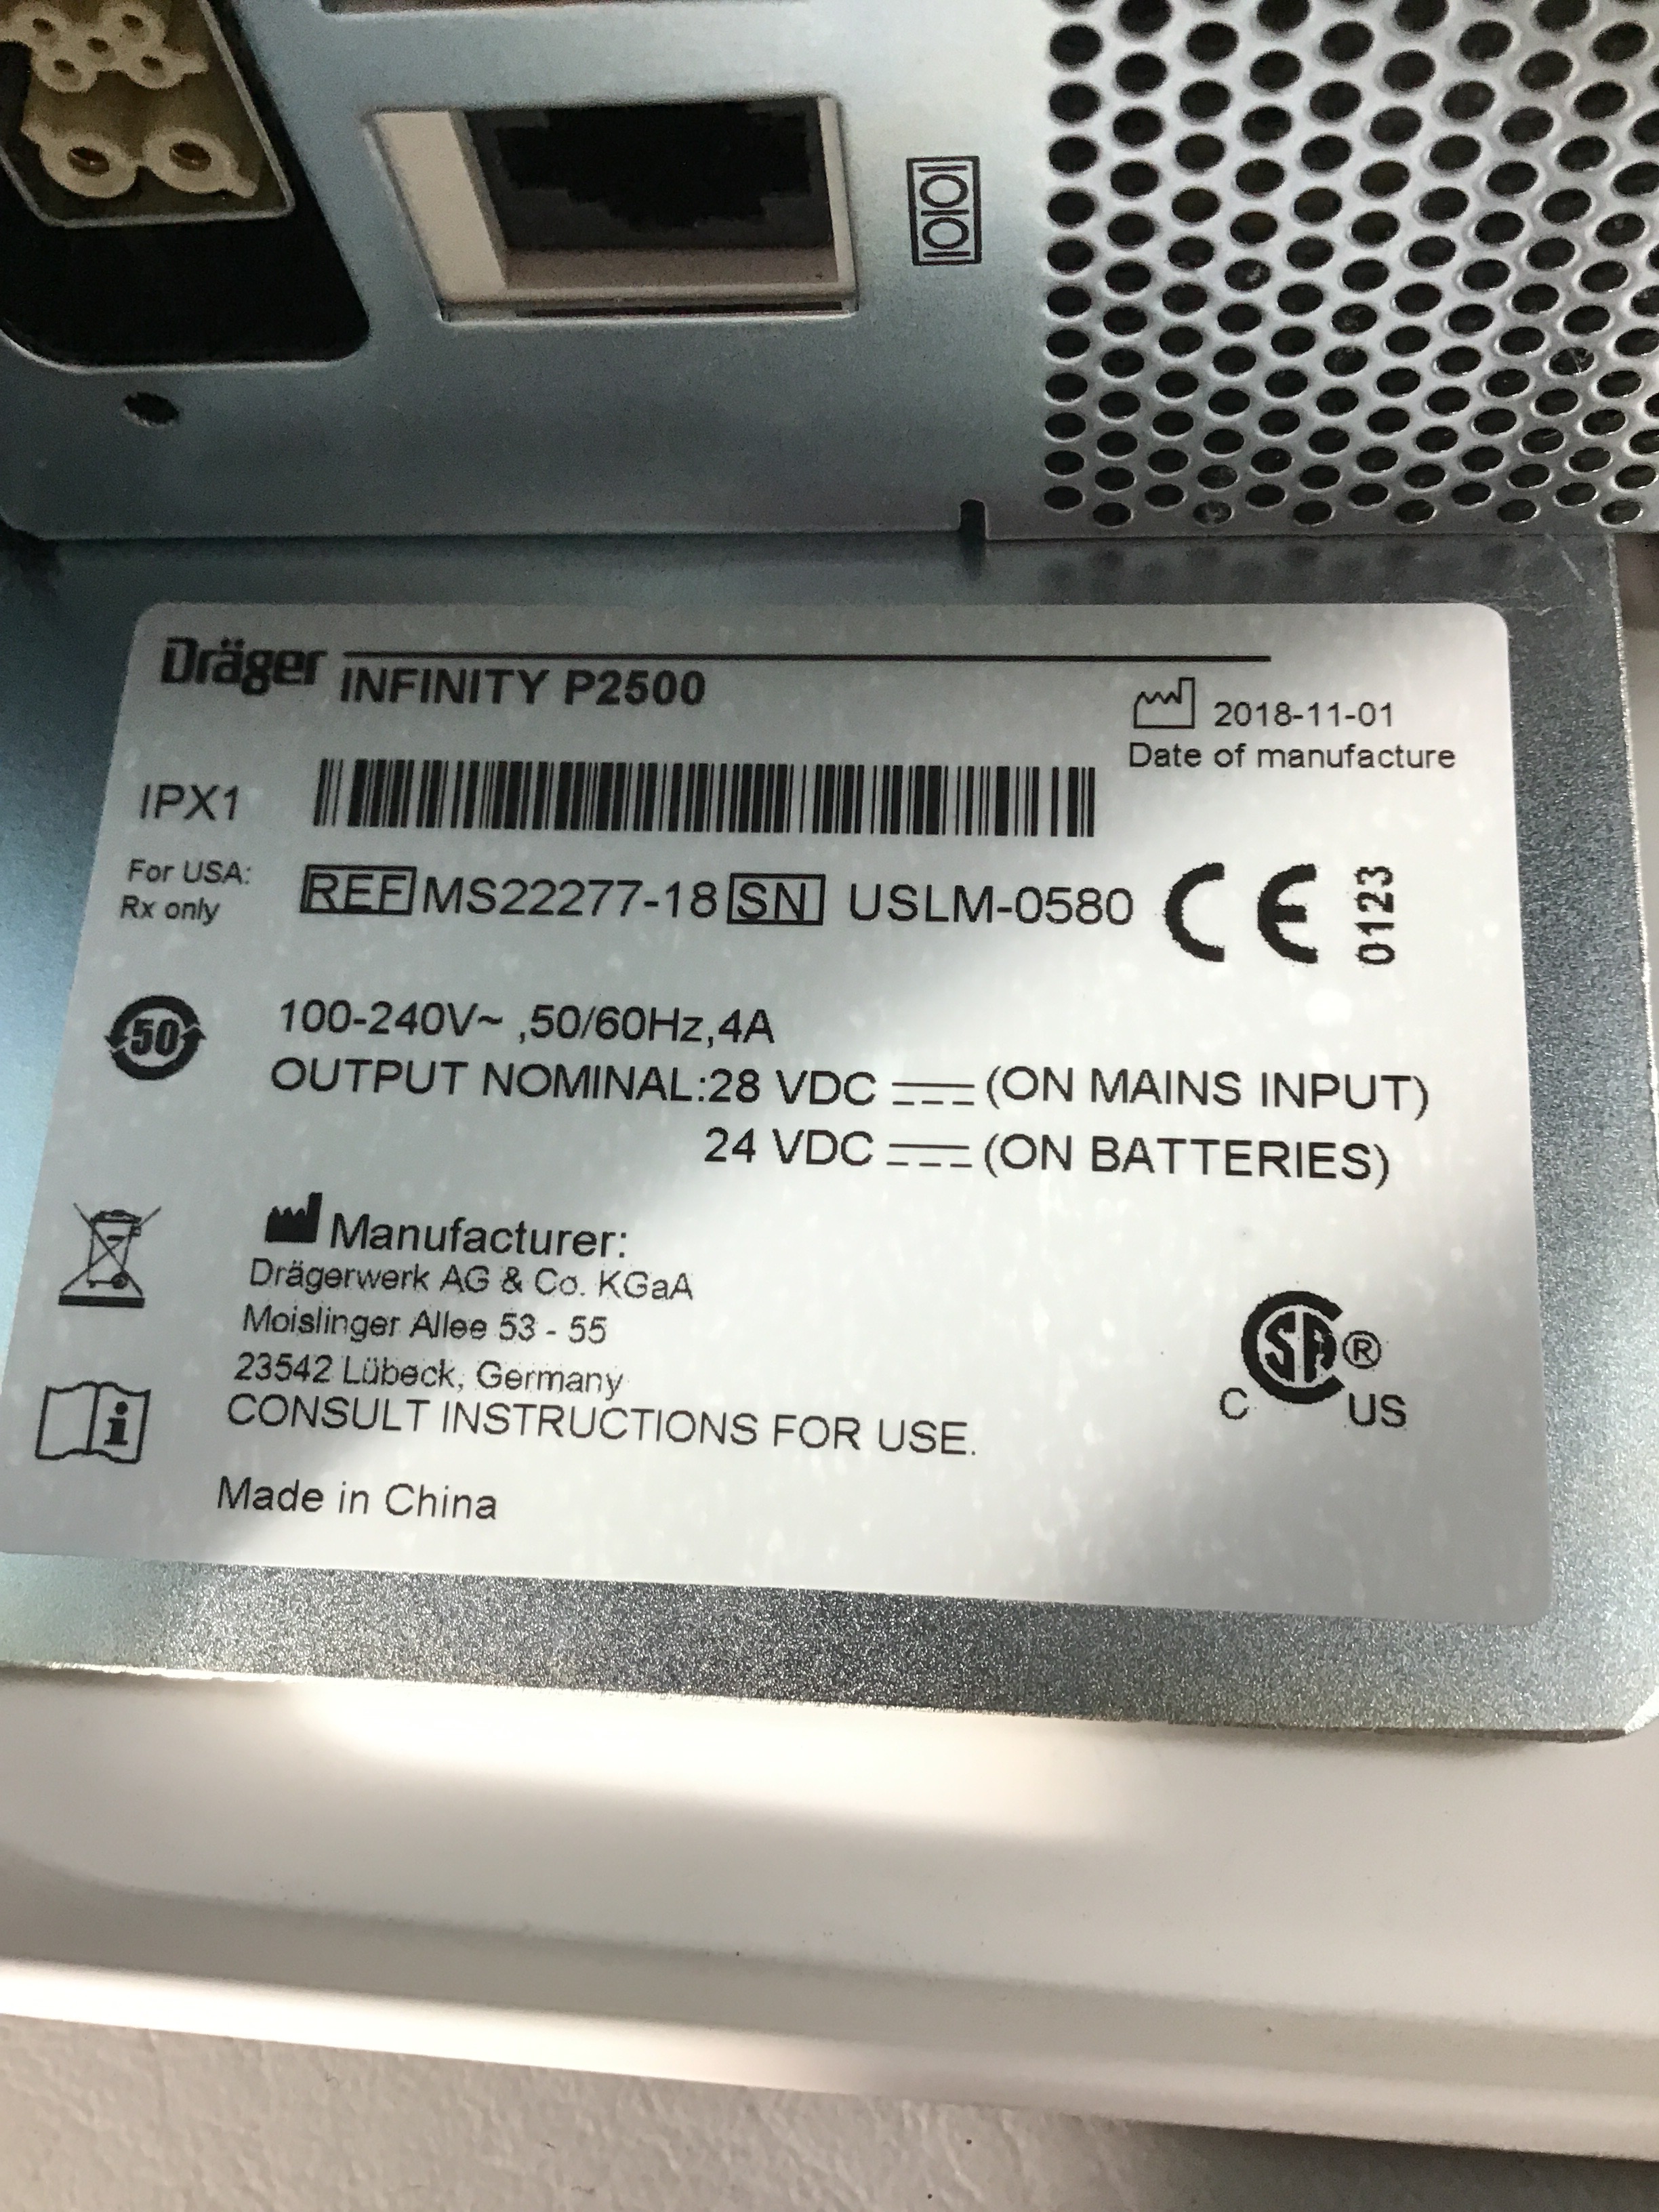 Dräger INFINITY P2500
2018-11-01
Date of manufacture
IPX1
For USA:
Rx only
REF MS22277-18 SN USLM-0580
CE 0123
50
100-240V~ ,50/60Hz,4A
OUTPUT NOMINAL:28 VDC ⎓ (ON MAINS INPUT)
24 VDC ⎓ (ON BATTERIES)
Manufacturer:
Drägerwerk AG & Co. KGaA
Moislinger Allee 53 - 55
23542 Lübeck, Germany
CONSULT INSTRUCTIONS FOR USE.
Made in China
SA®
C US